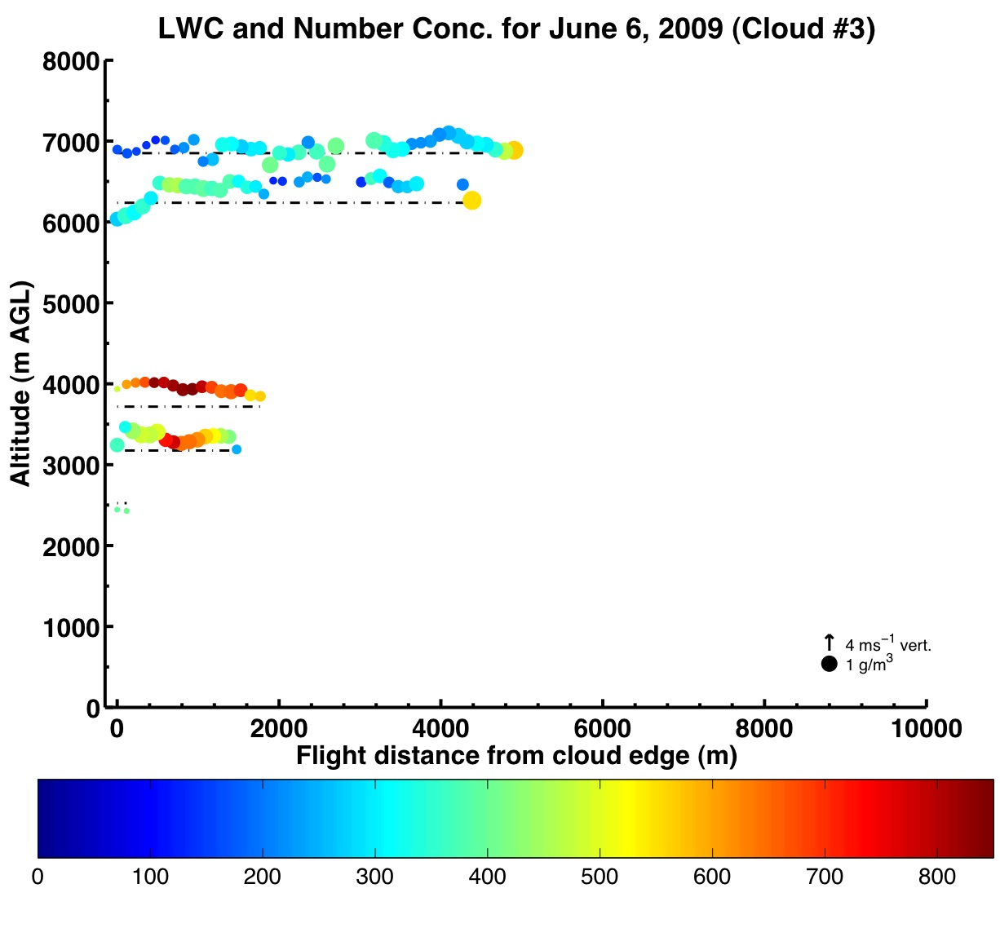 LWC and Number Conc. for June 6, 2009 (Cloud #3)
8000
7000
6000
5000
4000
3000
2000
1000
0
Altitude (m AGL)
4 ms⁻¹ vert.
1 g/m³
0 2000 4000 6000 8000 10000
Flight distance from cloud edge (m)
0 100 200 300 400 500 600 700 800